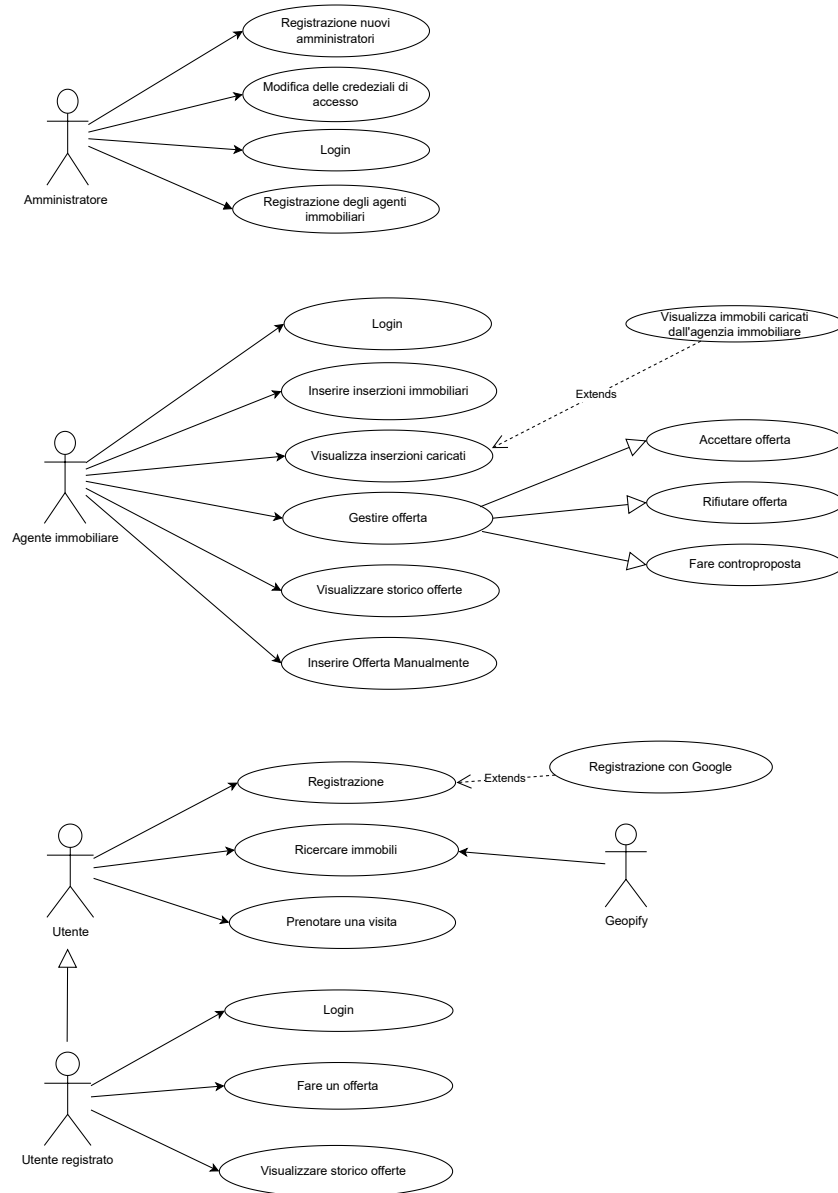 Registrazione nuovi
amministratori
Modifica delle credeziali di
accesso
Login
Registrazione degli agenti
immobiliari
Amministratore
Login
Visualizza immobili caricati
dall'agenzia immobiliare
Inserire inserzioni immobiliari
Extends
Visualizza inserzioni caricati
Accettare offerta
Gestire offerta
Rifiutare offerta
Agente immobiliare
Fare controproposta
Visualizzare storico offerte
Inserire Offerta Manualmente
Registrazione
Extends
Registrazione con Google
Ricercare immobili
Prenotare una visita
Utente
Geopify
Login
Fare un offerta
Utente registrato
Visualizzare storico offerte